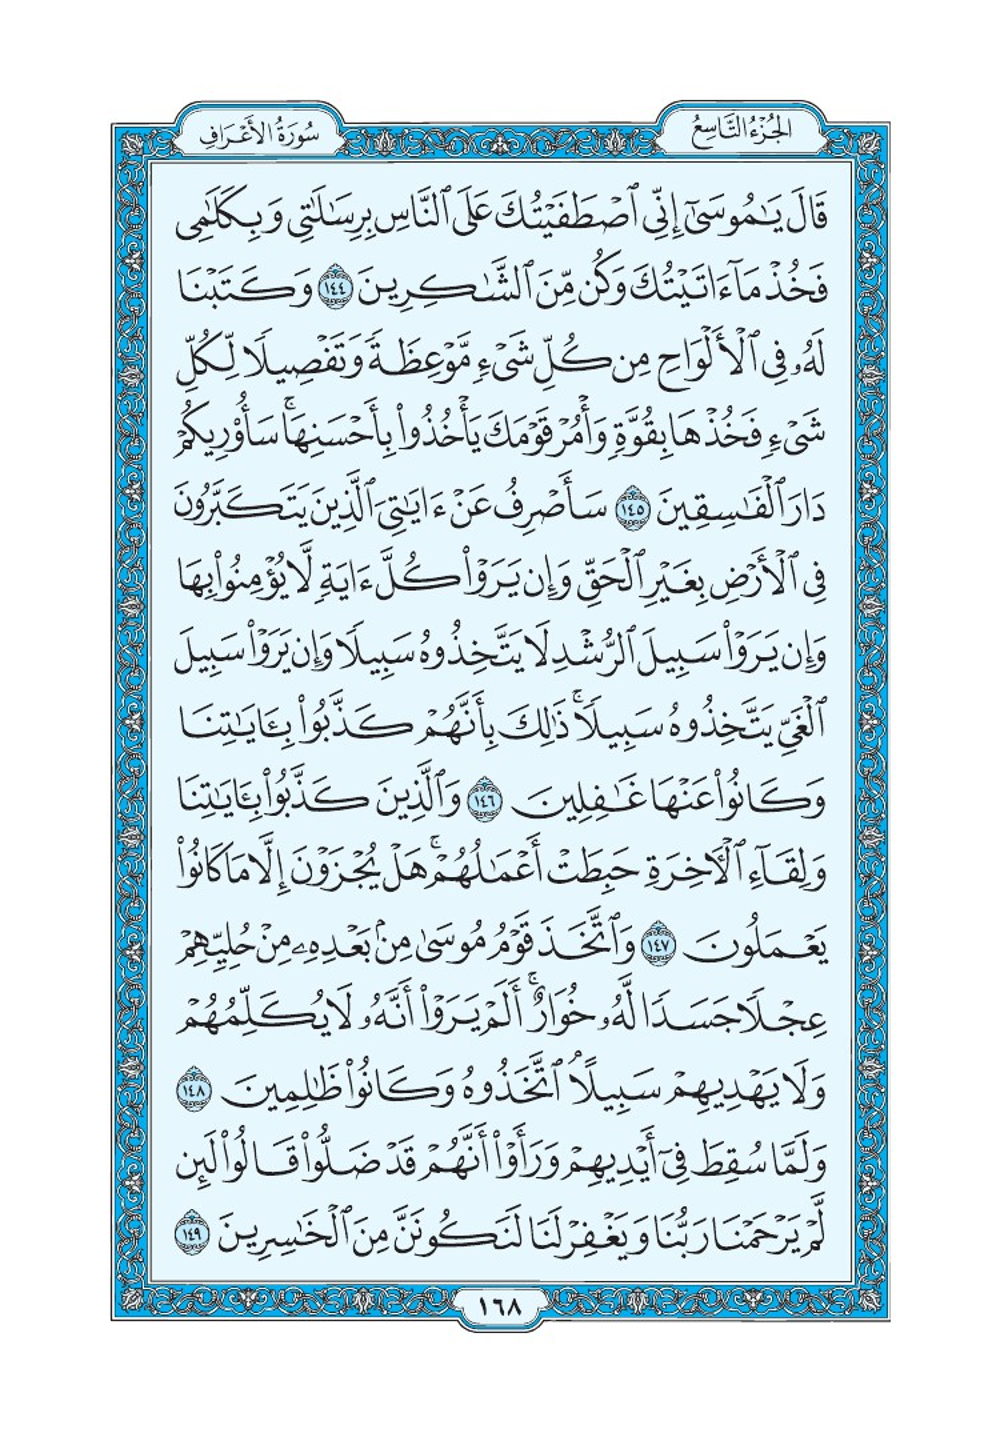 الجُزْءُ التَّاسِعُ
سُورَةُ الأَعْرَافِ
قَالَ يَٰمُوسَىٰٓ إِنِّي ٱصۡطَفَيۡتُكَ عَلَى ٱلنَّاسِ بِرِسَٰلَٰتِي وَبِكَلَٰمِي
فَخُذۡ مَآ ءَاتَيۡتُكَ وَكُن مِّنَ ٱلشَّٰكِرِينَ ١٤٤ وَكَتَبۡنَا
لَهُۥ فِي ٱلۡأَلۡوَاحِ مِن كُلِّ شَيۡءٖ مَّوۡعِظَةٗ وَتَفۡصِيلٗا لِّكُلِّ
شَيۡءٖ فَخُذۡهَا بِقُوَّةٖ وَأۡمُرۡ قَوۡمَكَ يَأۡخُذُواْ بِأَحۡسَنِهَاۚ سَأُوْرِيكُمۡ
دَارَ ٱلۡفَٰسِقِينَ ١٤٥ سَأَصۡرِفُ عَنۡ ءَايَٰتِيَ ٱلَّذِينَ يَتَكَبَّرُونَ
فِي ٱلۡأَرۡضِ بِغَيۡرِ ٱلۡحَقِّ وَإِن يَرَوۡاْ كُلَّ ءَايَةٖ لَّا يُؤۡمِنُواْ بِهَا
وَإِن يَرَوۡاْ سَبِيلَ ٱلرُّشۡدِ لَا يَتَّخِذُوهُ سَبِيلٗا وَإِن يَرَوۡاْ سَبِيلَ
ٱلۡغَيِّ يَتَّخِذُوهُ سَبِيلٗاۚ ذَٰلِكَ بِأَنَّهُمۡ كَذَّبُواْ بِـَٔايَٰتِنَا
وَكَانُواْ عَنۡهَا غَٰفِلِينَ ١٤٦ وَٱلَّذِينَ كَذَّبُواْ بِـَٔايَٰتِنَا
وَلِقَآءِ ٱلۡأٓخِرَةِ حَبِطَتۡ أَعۡمَٰلُهُمۡۚ هَلۡ يُجۡزَوۡنَ إِلَّا مَا كَانُواْ
يَعۡمَلُونَ ١٤٧ وَٱتَّخَذَ قَوۡمُ مُوسَىٰ مِنۢ بَعۡدِهِۦ مِنۡ حُلِيِّهِمۡ
عِجۡلٗا جَسَدٗا لَّهُۥ خُوَارٌۚ أَلَمۡ يَرَوۡاْ أَنَّهُۥ لَا يُكَلِّمُهُمۡ
وَلَا يَهۡدِيهِمۡ سَبِيلًاۘ ٱتَّخَذُوهُ وَكَانُواْ ظَٰلِمِينَ ١٤٨
وَلَمَّا سُقِطَ فِيٓ أَيۡدِيهِمۡ وَرَأَوۡاْ أَنَّهُمۡ قَدۡ ضَلُّواْ قَالُواْ لَئِن
لَّمۡ يَرۡحَمۡنَا رَبُّنَا وَيَغۡفِرۡ لَنَا لَنَكُونَنَّ مِنَ ٱلۡخَٰسِرِينَ ١٤٩
١٦٨